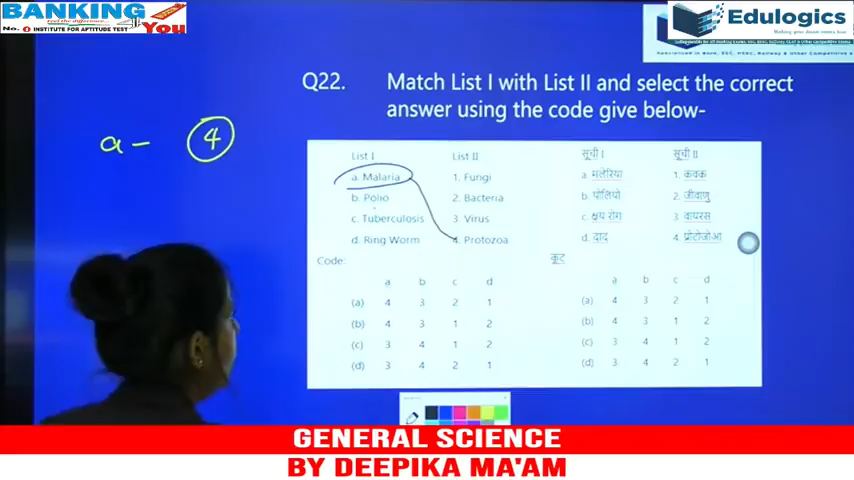 BANKING
Feel the difference...
No. 1 INSTITUTE FOR APTITUDE TEST
You
Edulogics
Q22. Match List I with List II and select the correct
answer using the code give below-
a - 4
List I List II
a. Malaria 1. Fungi
b. Polio 2. Bacteria
c. Tuberculosis 3 Virus
d. Ring Worm 4. Protozoa
Code:
a b c d
(a) 4 3 2 1
(b) 4 3 1 2
(c) 3 4 1 2
(d) 3 4 2 1
सूची I सूची II
a मलेरिया 1. कवक
b. पोलियो 2. जीवाणु
c. क्षय रोग 3 वायरस
d. दाद 4. प्रोटोजोआ
कूट
a b c d
(a) 4 3 2 1
(b) 4 3 1 2
(c) 3 4 1 2
(d) 3 4 2 1
GENERAL SCIENCE
BY DEEPIKA MA'AM